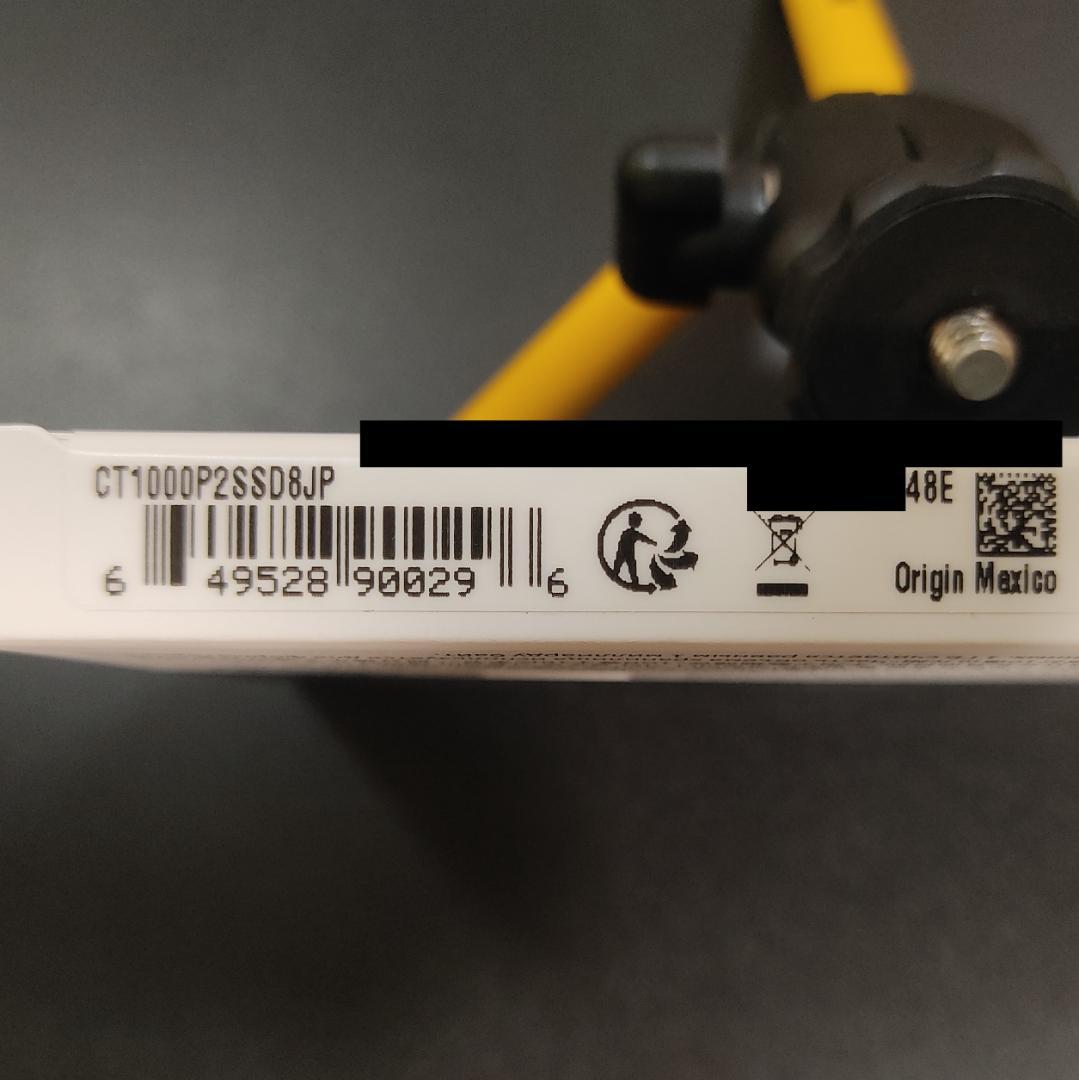 CT1000P2SSD8JP
48E
6 49528 90029 6
Origin Mexico